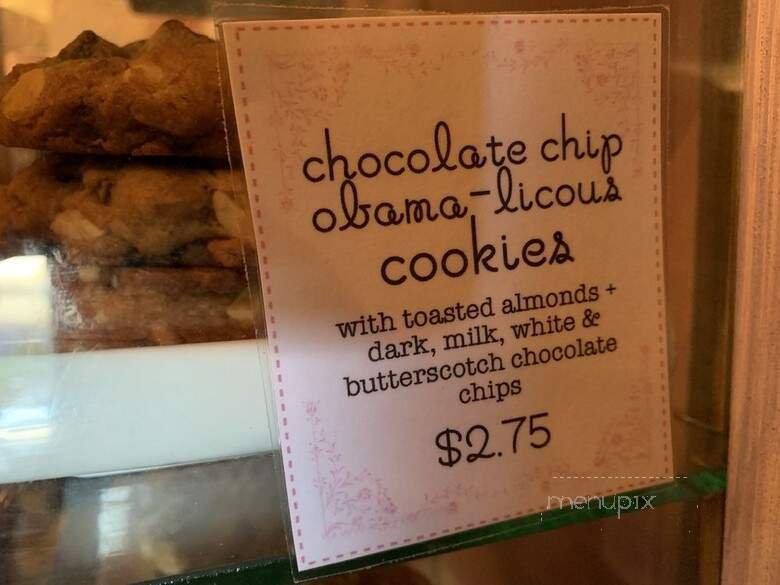 chocolate chip
obama-licous
cookies
with toasted almonds +
dark, milk, white &
butterscotch chocolate
chips
$2.75
menupix